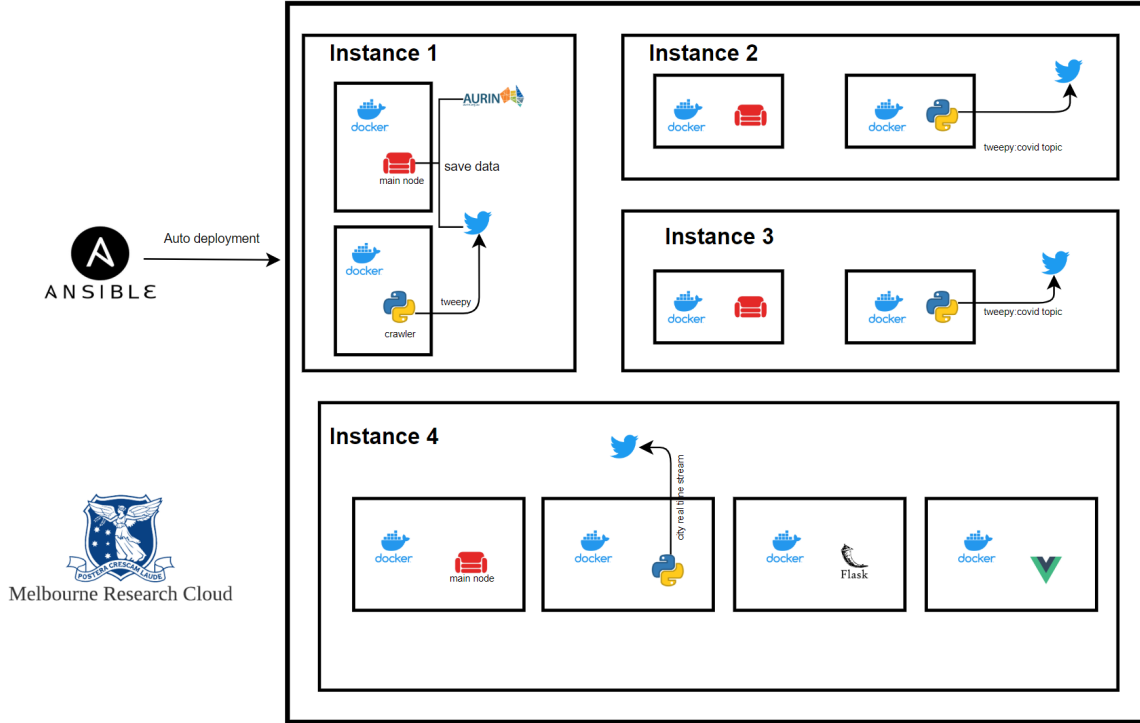 Instance 1
AURIN
docker
main node
save data
docker
tweepy
crawler
Instance 2
docker
docker
tweepy:covid topic
Instance 3
docker
docker
tweepy:covid topic
Auto deployment
ANSIBLE
Instance 4
city real time stream
docker
main node
docker
docker
Flask
docker
POSTERA CRESCAM LAUDE
Melbourne Research Cloud